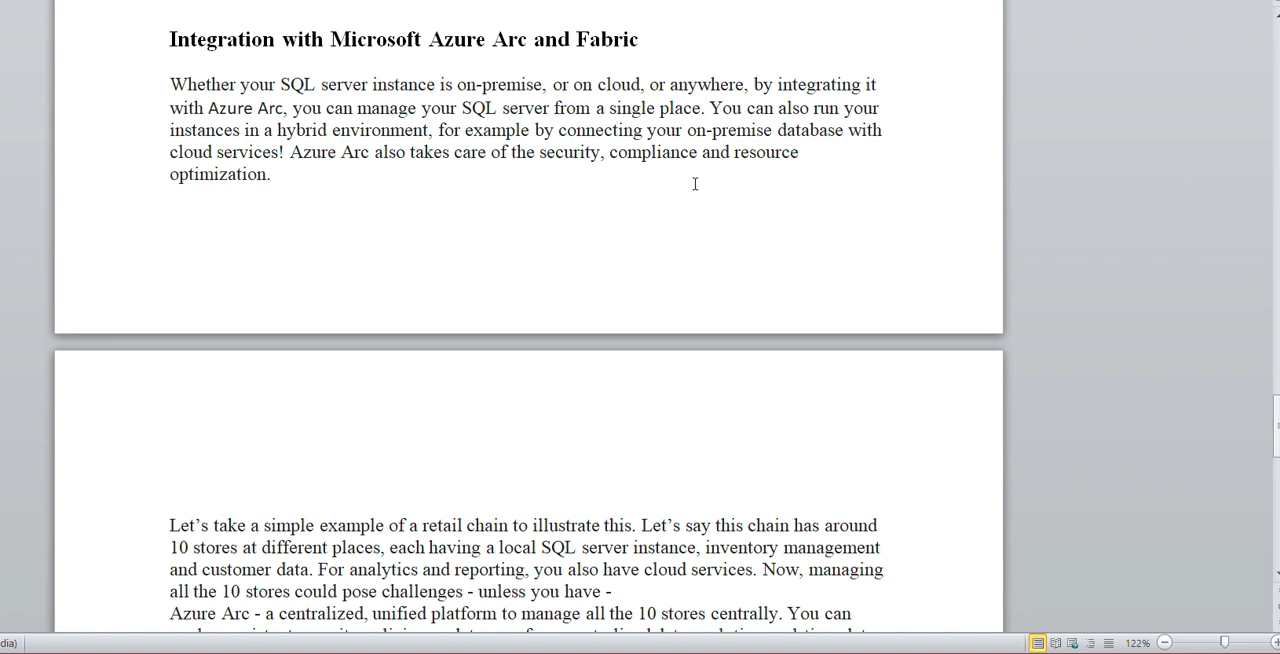 Integration with Microsoft Azure Arc and Fabric
Whether your SQL server instance is on-premise, or on cloud, or anywhere, by integrating it
with Azure Arc, you can manage your SQL server from a single place. You can also run your
instances in a hybrid environment, for example by connecting your on-premise database with
cloud services! Azure Arc also takes care of the security, compliance and resource
optimization.
Let’s take a simple example of a retail chain to illustrate this. Let’s say this chain has around
10 stores at different places, each having a local SQL server instance, inventory management
and customer data. For analytics and reporting, you also have cloud services. Now, managing
all the 10 stores could pose challenges - unless you have -
Azure Arc - a centralized, unified platform to manage all the 10 stores centrally. You can
dia)
122%